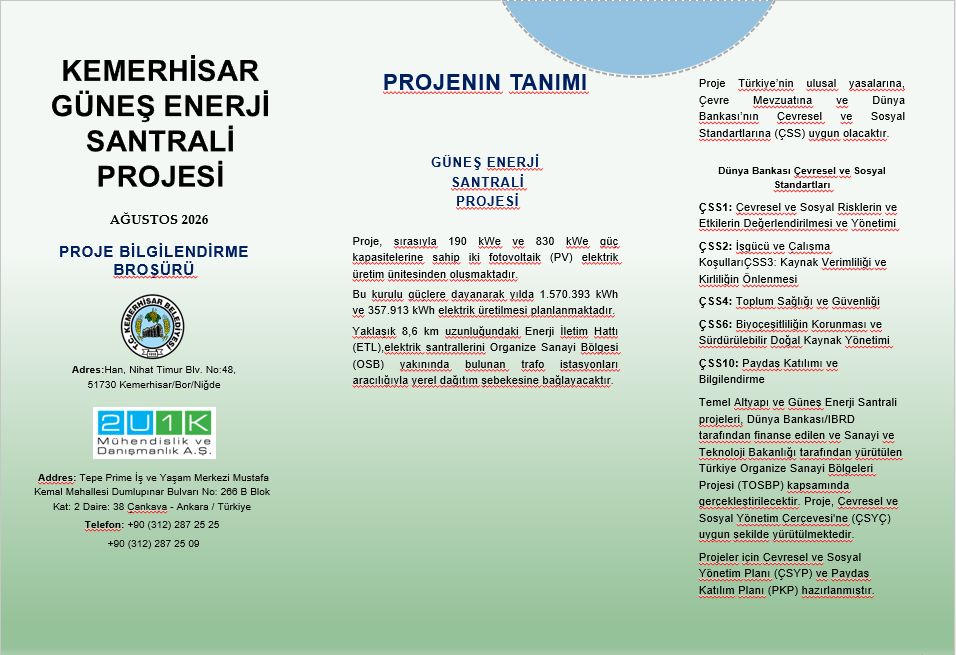 KEMERHİSAR
GÜNEŞ ENERJİ
SANTRALİ
PROJESİ
AĞUSTOS 2026
PROJE BİLGİLENDİRME
BROŞÜRÜ
T.C. KEMERHİSAR BELEDİYESİ
Adres:Han, Nihat Timur Blv. No:48,
51730 Kemerhisar/Bor/Niğde
2U1K
Mühendislik ve
Danışmanlık A.Ş.
Addres: Tepe Prime İş ve Yaşam Merkezi Mustafa
Kemal Mahallesi Dumlupınar Bulvarı No: 266 B Blok
Kat: 2 Daire: 38 Çankaya - Ankara / Türkiye
Telefon: +90 (312) 287 25 25
+90 (312) 287 25 09
PROJENIN TANIMI
GÜNEŞ ENERJİ
SANTRALİ
PROJESİ
Proje, sırasıyla 190 kWe ve 830 kWe güç
kapasitelerine sahip iki fotovoltaik (PV) elektrik
üretim ünitesinden oluşmaktadır.
Bu kurulu güçlere dayanarak yılda 1.570.393 kWh
ve 357.913 kWh elektrik üretilmesi planlanmaktadır.
Yaklaşık 8,6 km uzunluğundaki Enerji İletim Hattı
(ETL),elektrik santrallerini Organize Sanayi Bölgesi
(OSB) yakınında bulunan trafo istasyonları
aracılığıyla yerel dağıtım şebekesine bağlayacaktır.
Proje Türkiye’nin ulusal yasalarına,
Çevre Mevzuatına ve Dünya
Bankası’nın Çevresel ve Sosyal
Standartlarına (ÇSS) uygun olacaktır.
Dünya Bankası Çevresel ve Sosyal
Standartları
ÇSS1: Çevresel ve Sosyal Risklerin ve
Etkilerin Değerlendirilmesi ve Yönetimi
ÇSS2: İşgücü ve Çalışma
KoşullarıÇSS3: Kaynak Verimliliği ve
Kirliliğin Önlenmesi
ÇSS4: Toplum Sağlığı ve Güvenliği
ÇSS6: Biyoçeşitliliğin Korunması ve
Sürdürülebilir Doğal Kaynak Yönetimi
ÇSS10: Paydaş Katılımı ve
Bilgilendirme
Temel Altyapı ve Güneş Enerji Santrali
projeleri, Dünya Bankası/IBRD
tarafından finanse edilen ve Sanayi ve
Teknoloji Bakanlığı tarafından yürütülen
Türkiye Organize Sanayi Bölgeleri
Projesi (TOSBP) kapsamında
gerçekleştirilecektir. Proje, Çevresel ve
Sosyal Yönetim Çerçevesi'ne (ÇSYÇ)
uygun şekilde yürütülmektedir.
Projeler için Çevresel ve Sosyal
Yönetim Planı (ÇSYP) ve Paydaş
Katılım Planı (PKP) hazırlanmıştır.